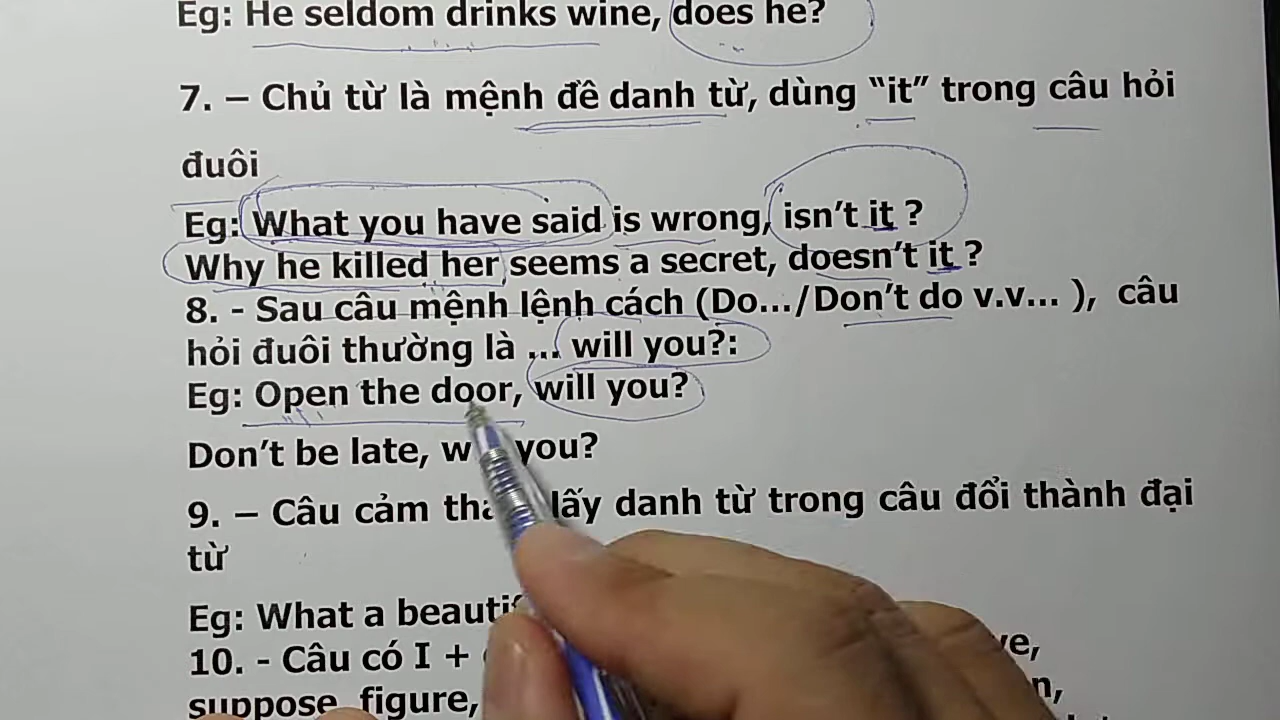 Eg: He seldom drinks wine, does he?
7. – Chủ từ là mệnh đề danh từ, dùng “it” trong câu hỏi
đuôi
Eg: What you have said is wrong, isn’t it ?
Why he killed her seems a secret, doesn’t it ?
8. - Sau câu mệnh lệnh cách (Do.../Don’t do v.v... ), câu
hỏi đuôi thường là ... will you?:
Eg: Open the door, will you?
Don’t be late, you?
9. – Câu cảm lấy danh từ trong câu đổi thành đại
từ
Eg: What a
10. - Câu có I +
suppose, figure,